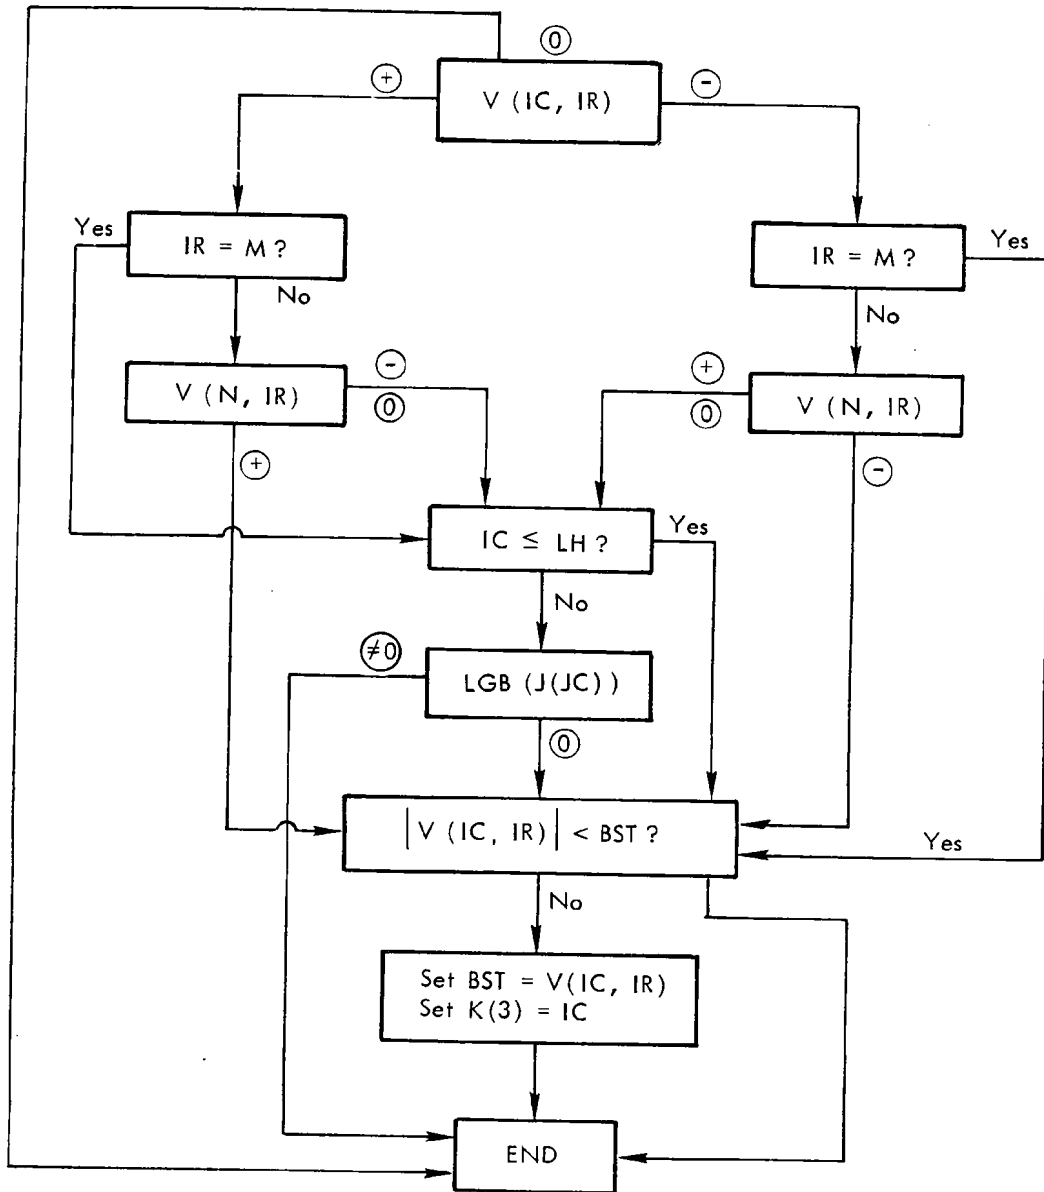 0
+
V (IC, IR)
-
Yes
IR = M ?
No
IR = M ?
Yes
No
V (N, IR)
-
0
+
0
V (N, IR)
+
-
IC ≤ LH ?
Yes
No
≠0
LGB (J(JC) )
0
|V (IC, IR)| < BST ?
Yes
No
Set BST = V(IC, IR)
Set K(3) = IC
END